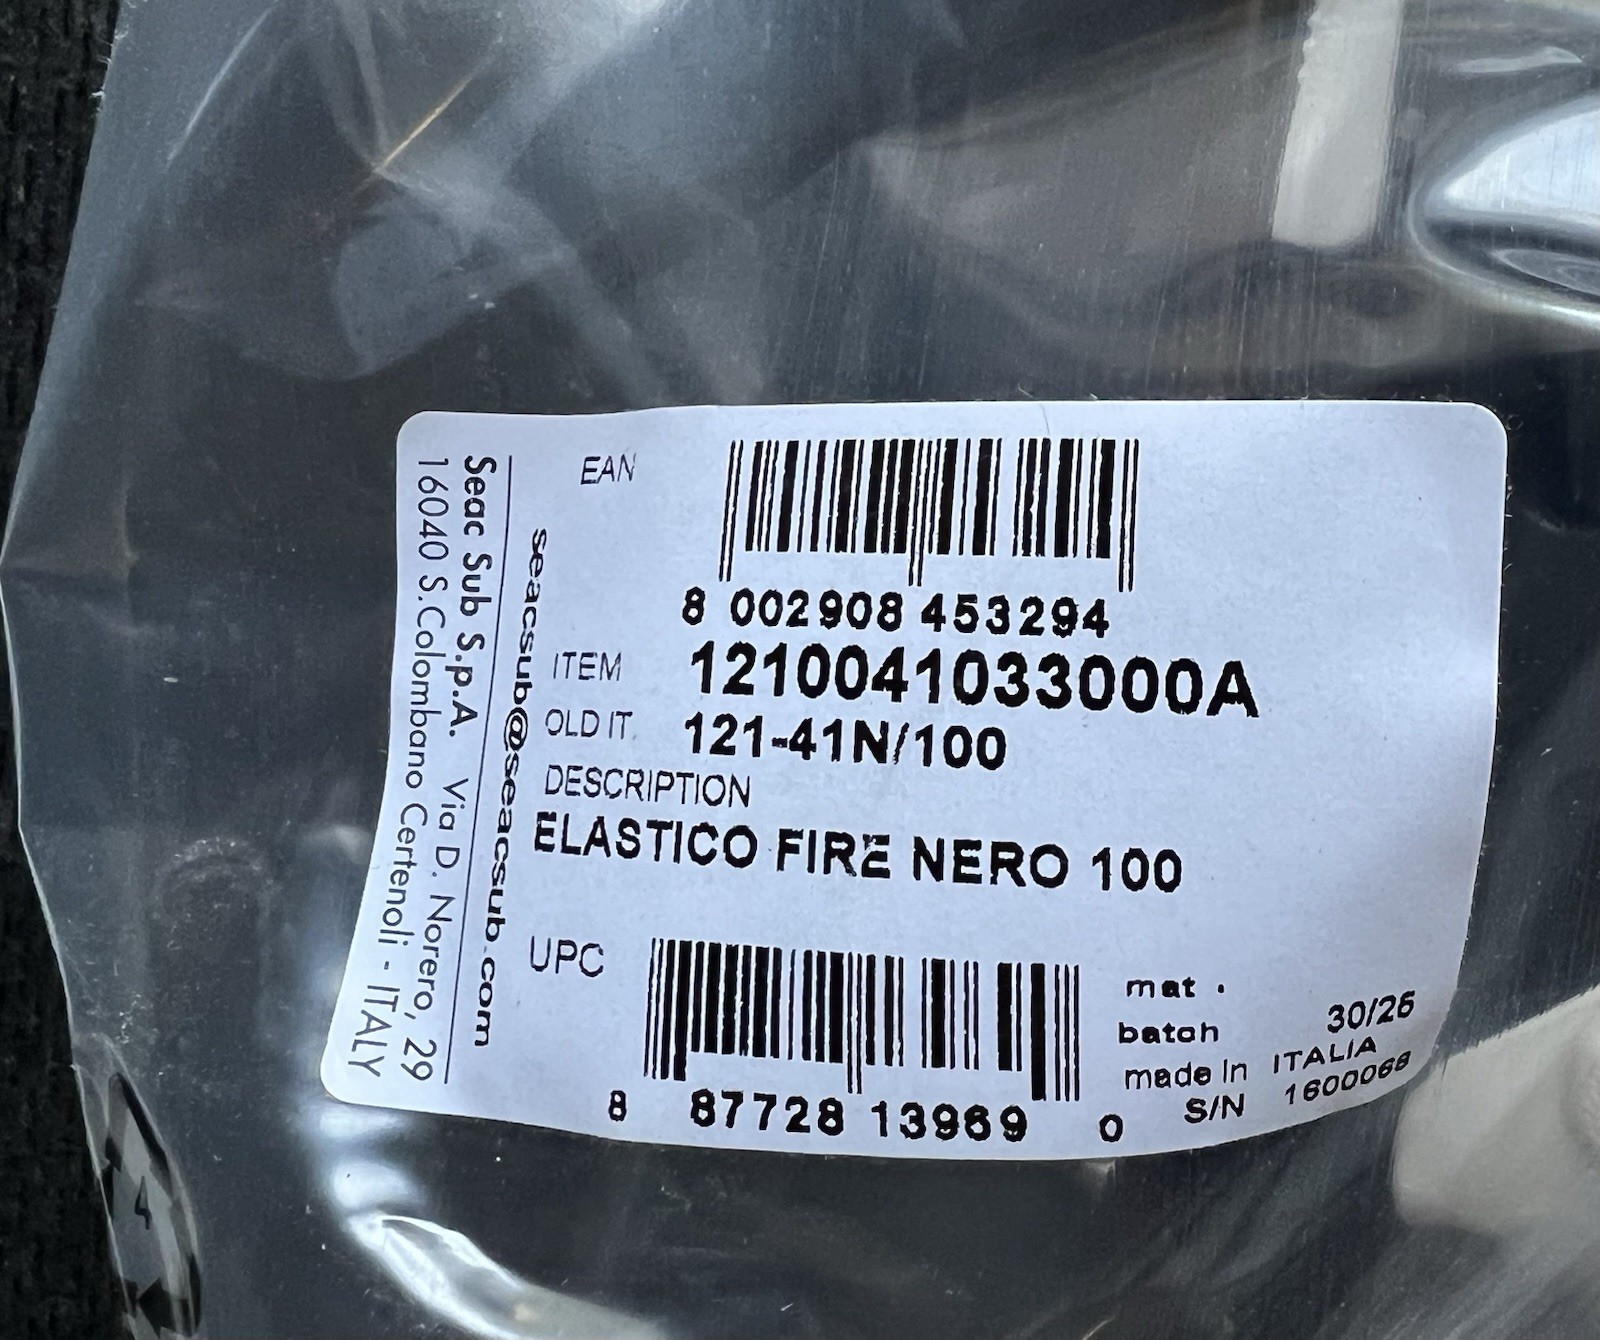 Seac Sub S.p.A. Via D. Norero, 29
16040 S.Colombano Certenoli - ITALY
seacsub@seacsub.com
EAN
8 002908 453294
ITEM 1210041033000A
OLD IT. 121-41N/100
DESCRIPTION
ELASTICO FIRE NERO 100
UPC
8 87728 13969 0
mat .
batch 30/26
made in ITALIA
S/N 1600068
4